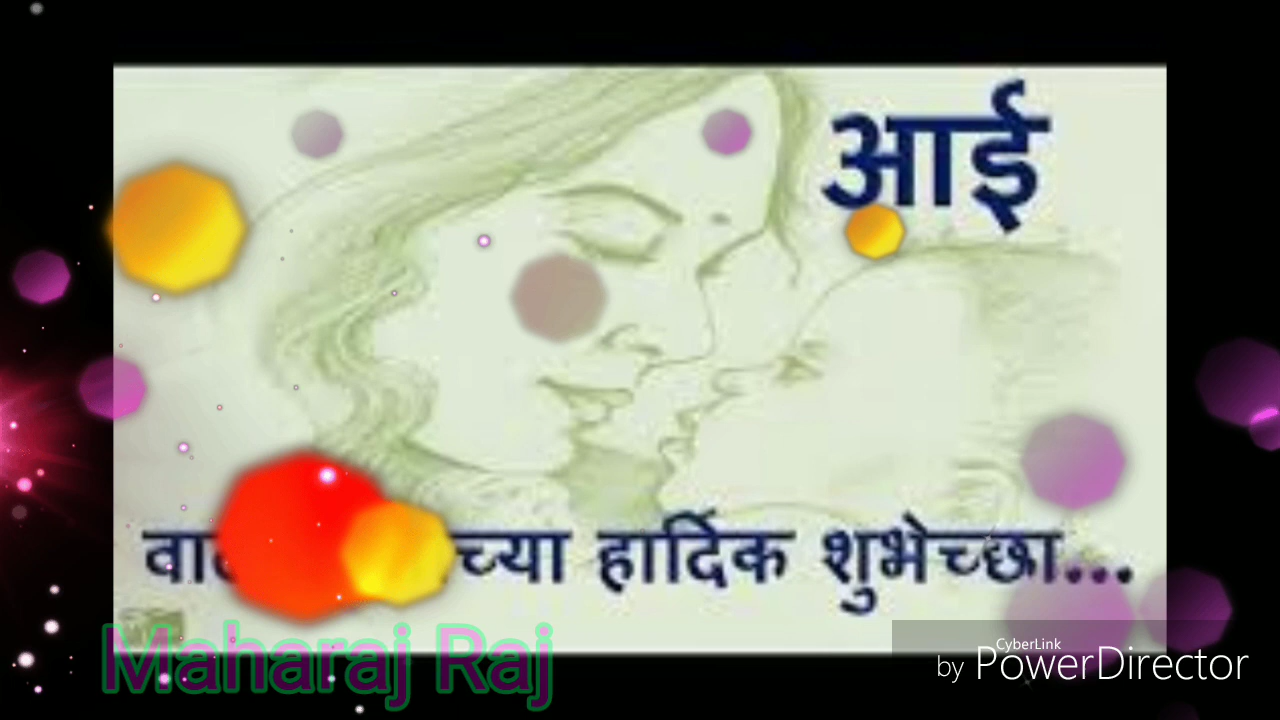 आई
हार्दिक शुभेच्छा...
Maharaj Raj
CyberLink
by PowerDirector